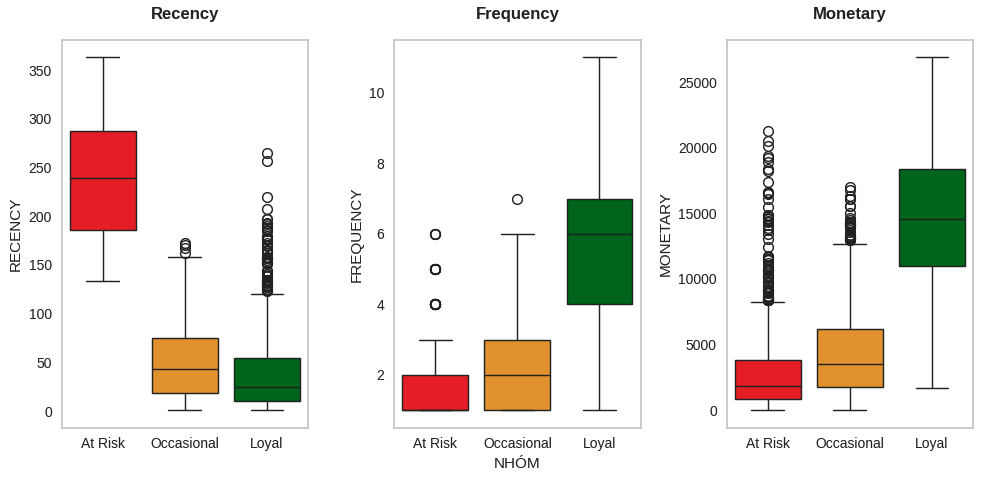 Recency
Frequency
Monetary
RECENCY
350
300
250
200
150
100
50
0
At Risk
Occasional
Loyal
FREQUENCY
10
8
6
4
2
At Risk
Occasional
Loyal
NHÓM
MONETARY
25000
20000
15000
10000
5000
0
At Risk
Occasional
Loyal